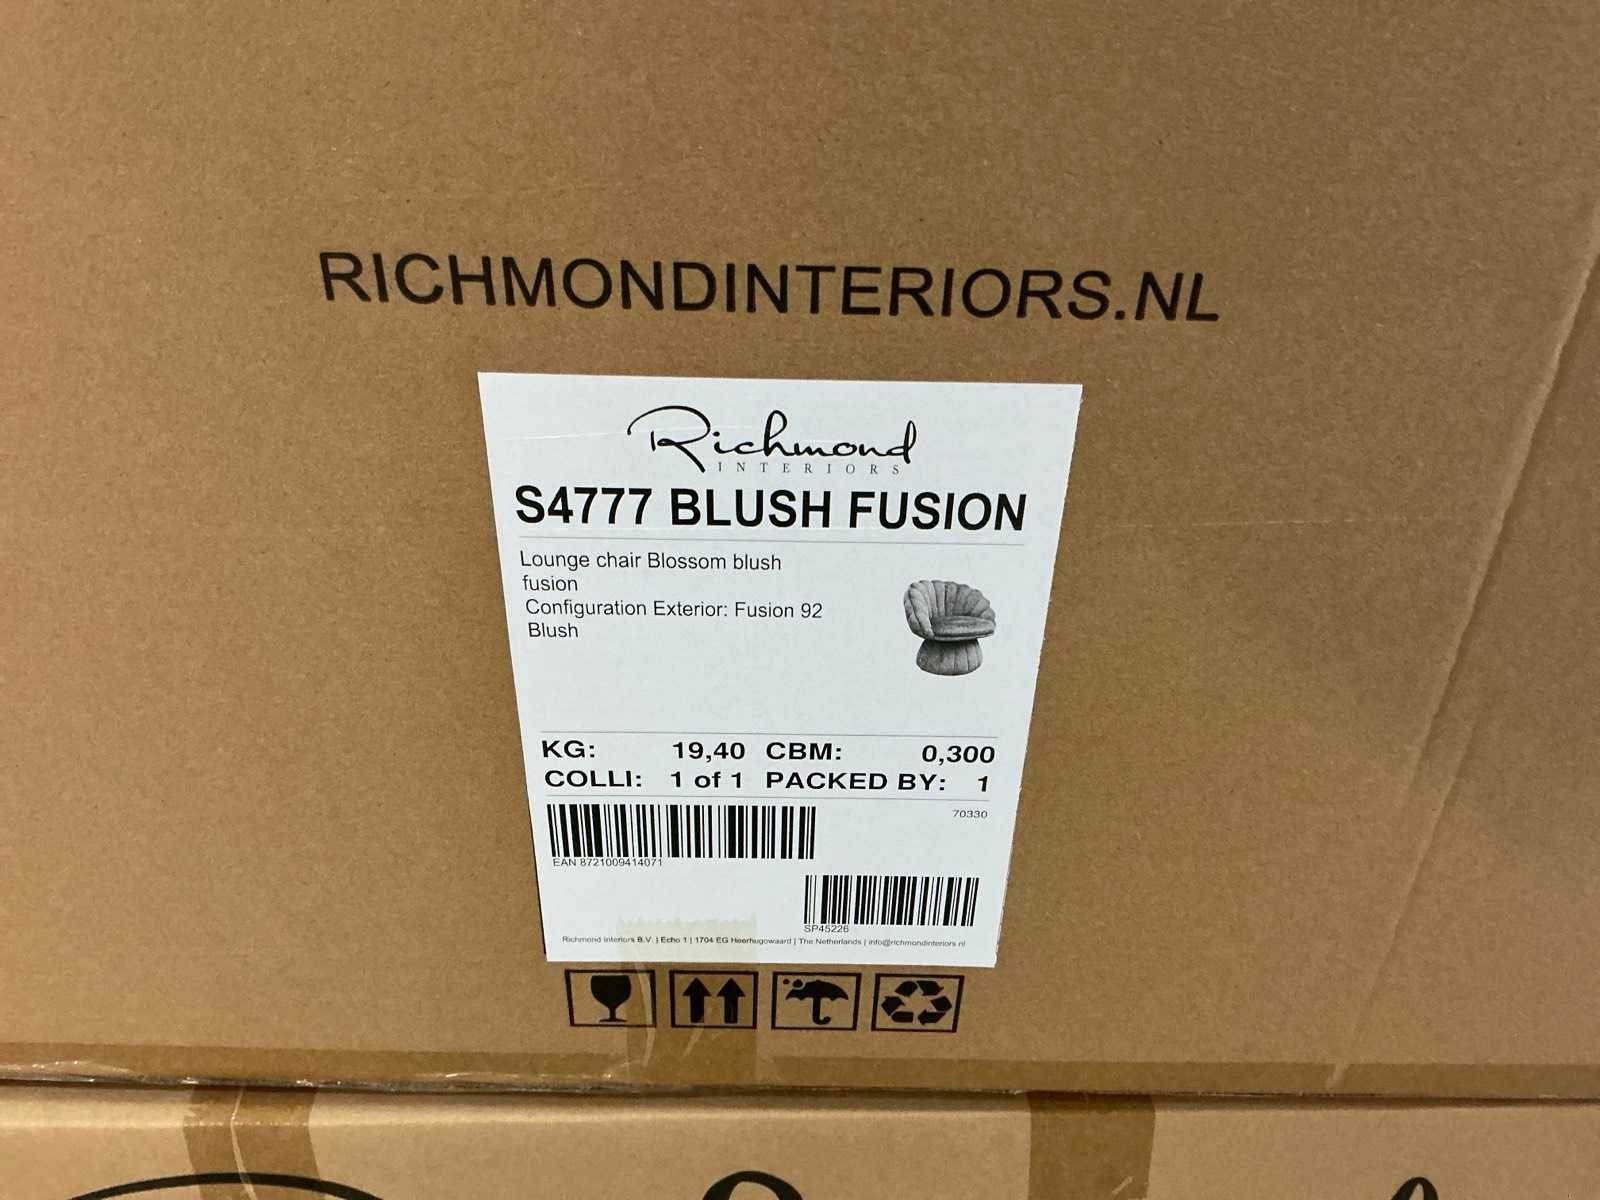 RICHMONDINTERIORS.NL
Richmond
INTERIORS
S4777 BLUSH FUSION
Lounge chair Blossom blush
fusion
Configuration Exterior: Fusion 92
Blush
KG: 19,40 CBM: 0,300
COLLI: 1 of 1 PACKED BY: 1
70330
EAN 8721009414071
SP45226
Richmond Interiors B.V. | Echo 1 | 1704 EG Heerhugowaard | The Netherlands | info@richmondinteriors.nl